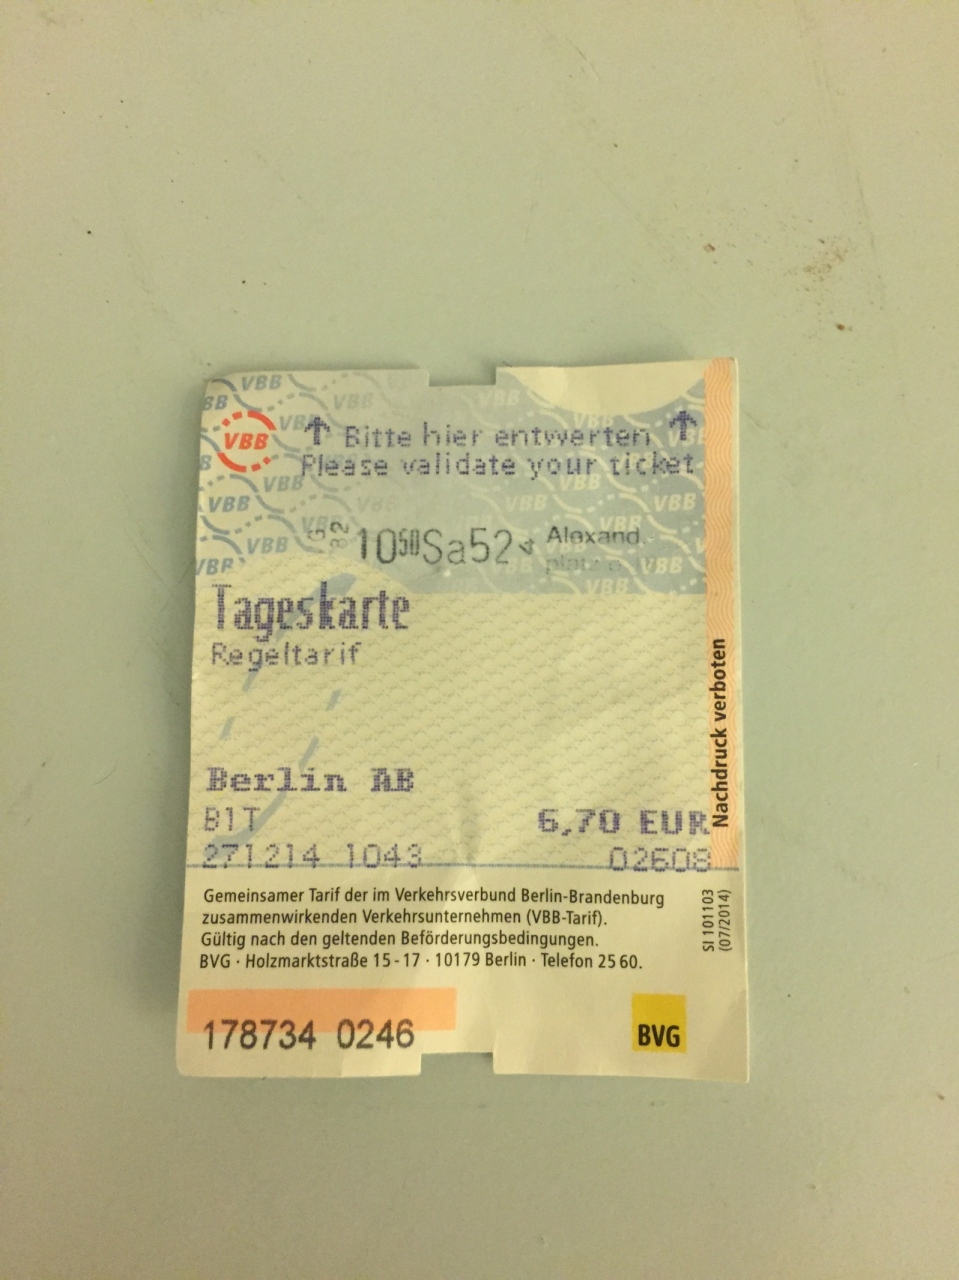 VBB
↑ Bitte hier entwerten ↑
Please validate your ticket
10 50 Sa52 Alexand.
Tageskarte
Regeltarif
Berlin AB
B1T 6,70 EUR
271214 1043 02608
Nachdruck verboten
Gemeinsamer Tarif der im Verkehrsverbund Berlin-Brandenburg
zusammenwirkenden Verkehrsunternehmen (VBB-Tarif).
Gültig nach den geltenden Beförderungsbedingungen.
BVG · Holzmarktstraße 15-17 · 10179 Berlin · Telefon 25 60.
SI 101103
(07/2014)
178734 0246
BVG